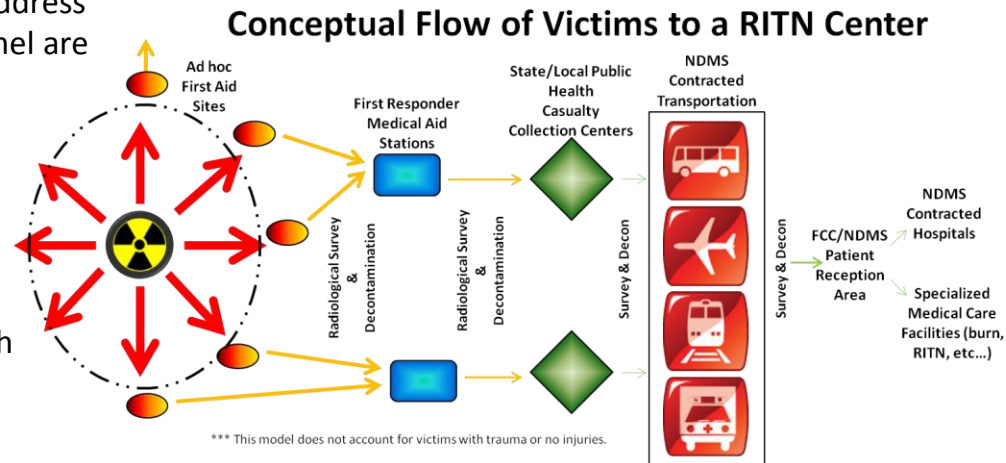 ddress
nel are
h
Conceptual Flow of Victims to a RITN Center
Ad hoc
First Aid
Sites
First Responder
Medical Aid
Stations
State/Local Public
Health
Casualty
Collection Centers
NDMS
Contracted
Transportation
Radiological Survey
&
Decontamination
Radiological Survey
&
Decontamination
Survey & Decon
Survey & Decon
FCC/NDMS
Patient
Reception
Area
NDMS
Contracted
Hospitals
Specialized
Medical Care
Facilities (burn,
RITN, etc...)
*** This model does not account for victims with trauma or no injuries.